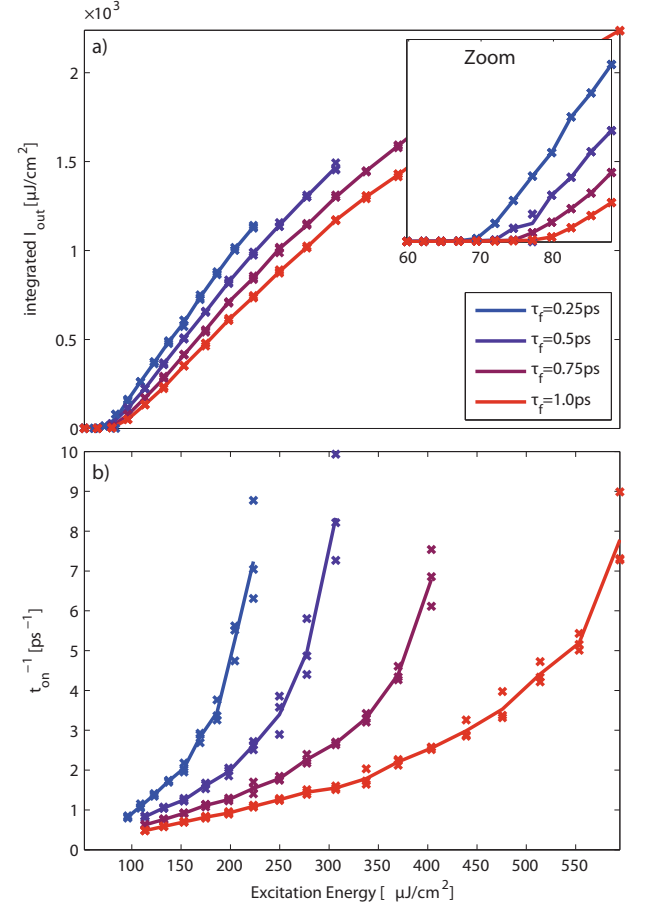 ×10³
a)
Zoom
2
1.5
1
0.5
0
integrated I_out [µJ/cm²]
60 70 80
τ_f=0.25ps
τ_f=0.5ps
τ_f=0.75ps
τ_f=1.0ps
b)
10
9
8
7
6
5
4
3
2
1
0
t_on⁻¹ [ps⁻¹]
100 150 200 250 300 350 400 450 500 550
Excitation Energy [ µJ/cm²]